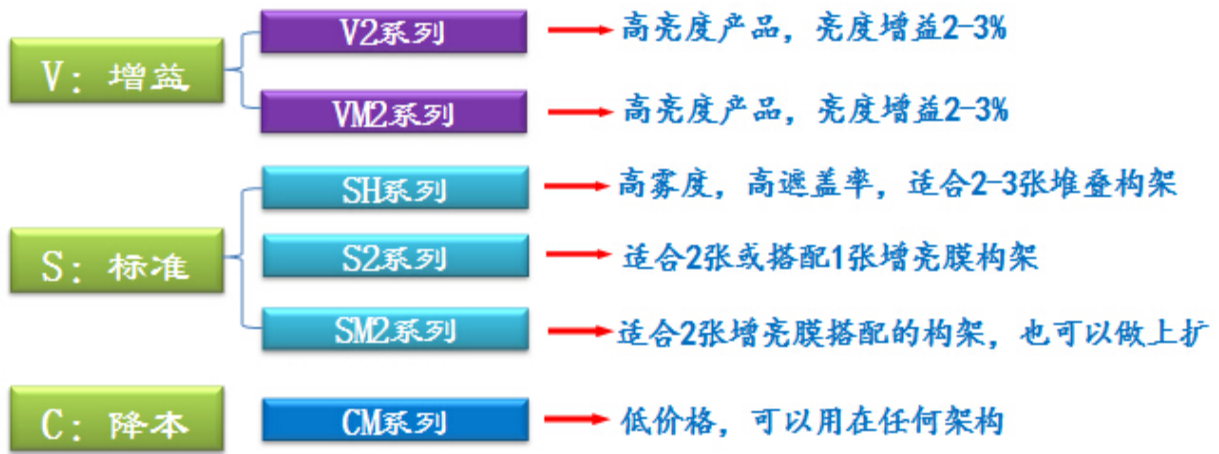 V: 增益
V2系列
高亮度产品，亮度增益2-3%
VM2系列
高亮度产品，亮度增益2-3%
S: 标准
SH系列
高雾度，高遮盖率，适合2-3张堆叠构架
S2系列
适合2张或搭配1张增亮膜构架
SM2系列
适合2张增亮膜搭配的构架，也可以做上扩
C: 降本
CM系列
低价格，可以用在任何架构